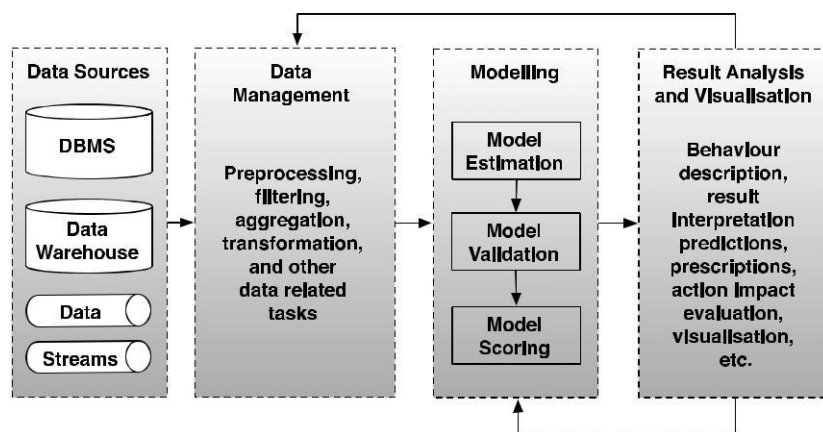 Data Sources
DBMS
Data
Warehouse
Data
Streams
Data
Management
Preprocessing,
filtering,
aggregation,
transformation,
and other
data related
tasks
Modelling
Model
Estimation
Model
Validation
Model
Scoring
Result Analysis
and Visualisation
Behaviour
description,
result
interpretation
predictions,
prescriptions,
action impact
evaluation,
visualisation,
etc.